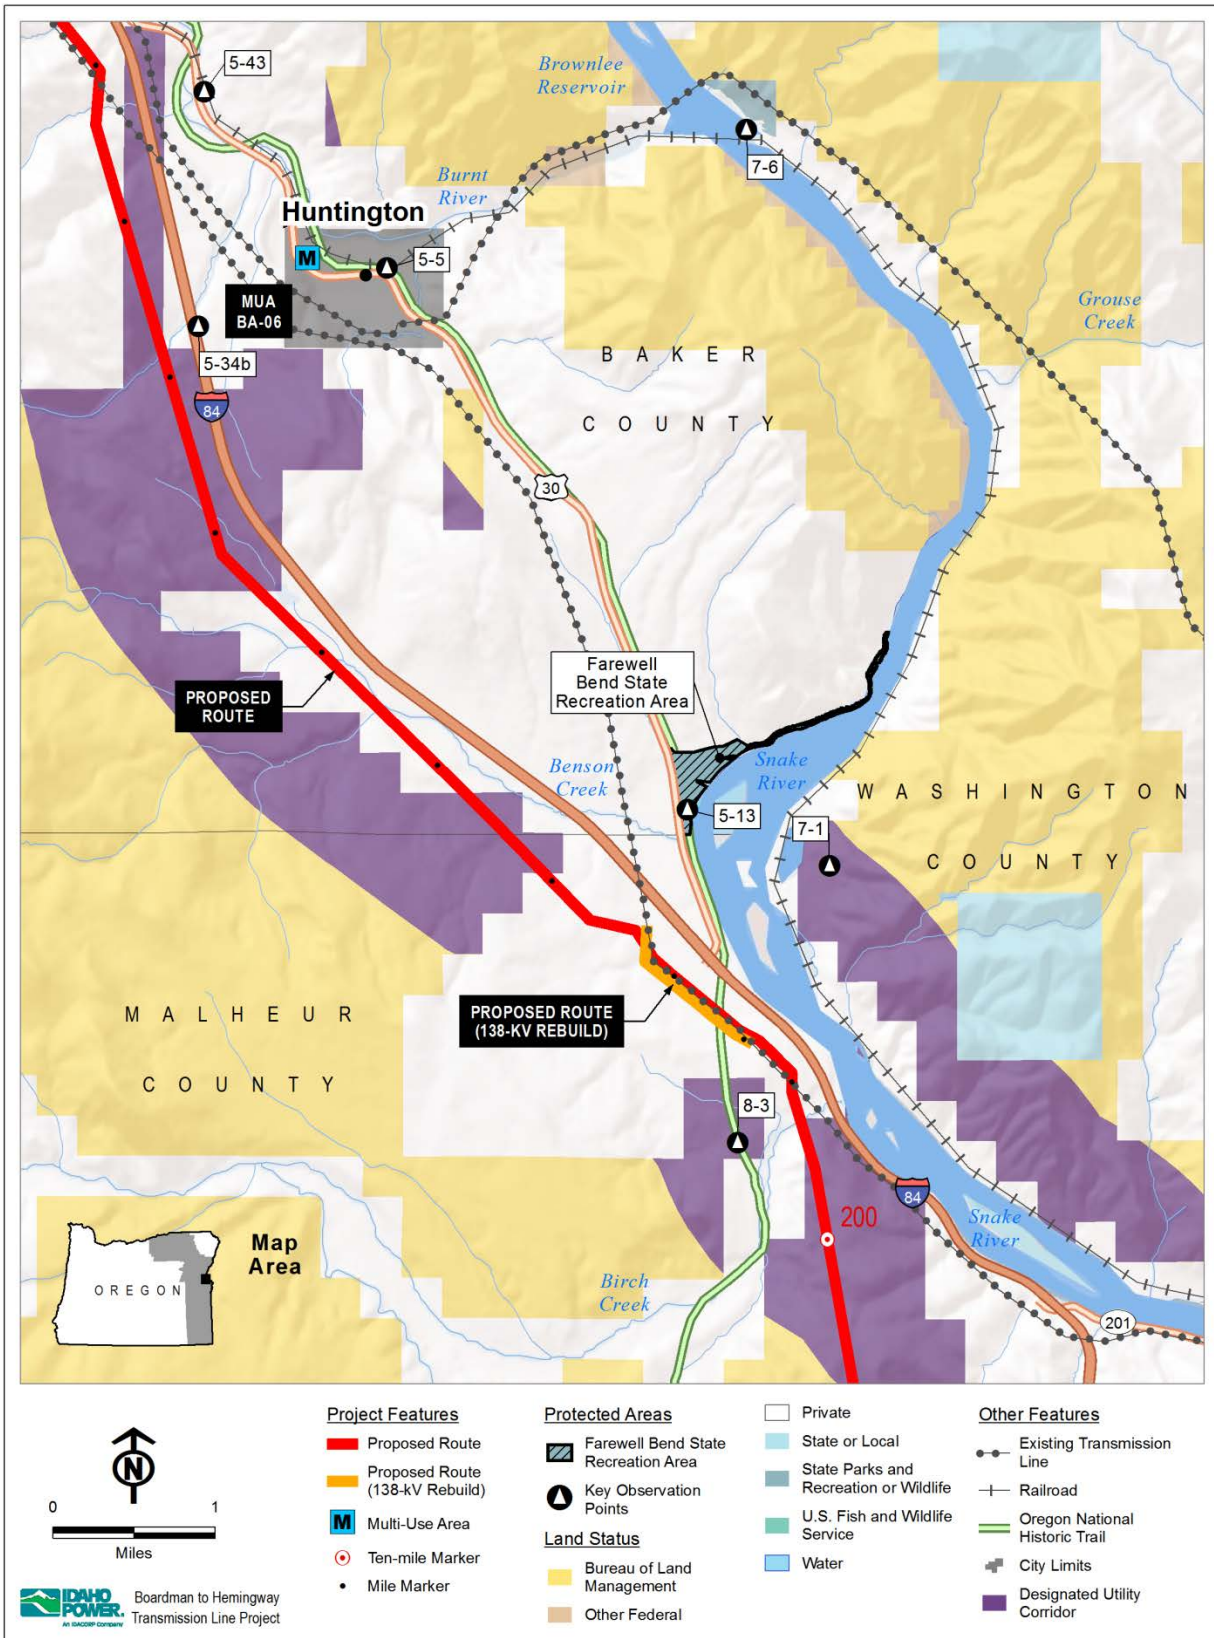 5-43
Brownlee
Reservoir
7-6
Burnt
River
Huntington
M
5-5
MUA
BA-06
Grouse
Creek
5-34b
B A K E R
C O U N T Y
84
30
Farewell
Bend State
Recreation Area
PROPOSED
ROUTE
Benson
Creek
Snake
River
W A S H I N G T O N
C O U N T Y
5-13
7-1
PROPOSED ROUTE
(138-KV REBUILD)
M A L H E U R
C O U N T Y
8-3
84
200
Snake
River
Map
Area
OREGON
Birch
Creek
201
N
0 1
Miles
IDAHO
POWER.
An IDACORP Company
Boardman to Hemingway
Transmission Line Project
Project Features
Proposed Route
Proposed Route
(138-kV Rebuild)
M
Multi-Use Area
Ten-mile Marker
Mile Marker
Protected Areas
Farewell Bend State
Recreation Area
Key Observation
Points
Land Status
Bureau of Land
Management
Other Federal
Private
State or Local
State Parks and
Recreation or Wildlife
U.S. Fish and Wildlife
Service
Water
Other Features
Existing Transmission
Line
Railroad
Oregon National
Historic Trail
City Limits
Designated Utility
Corridor